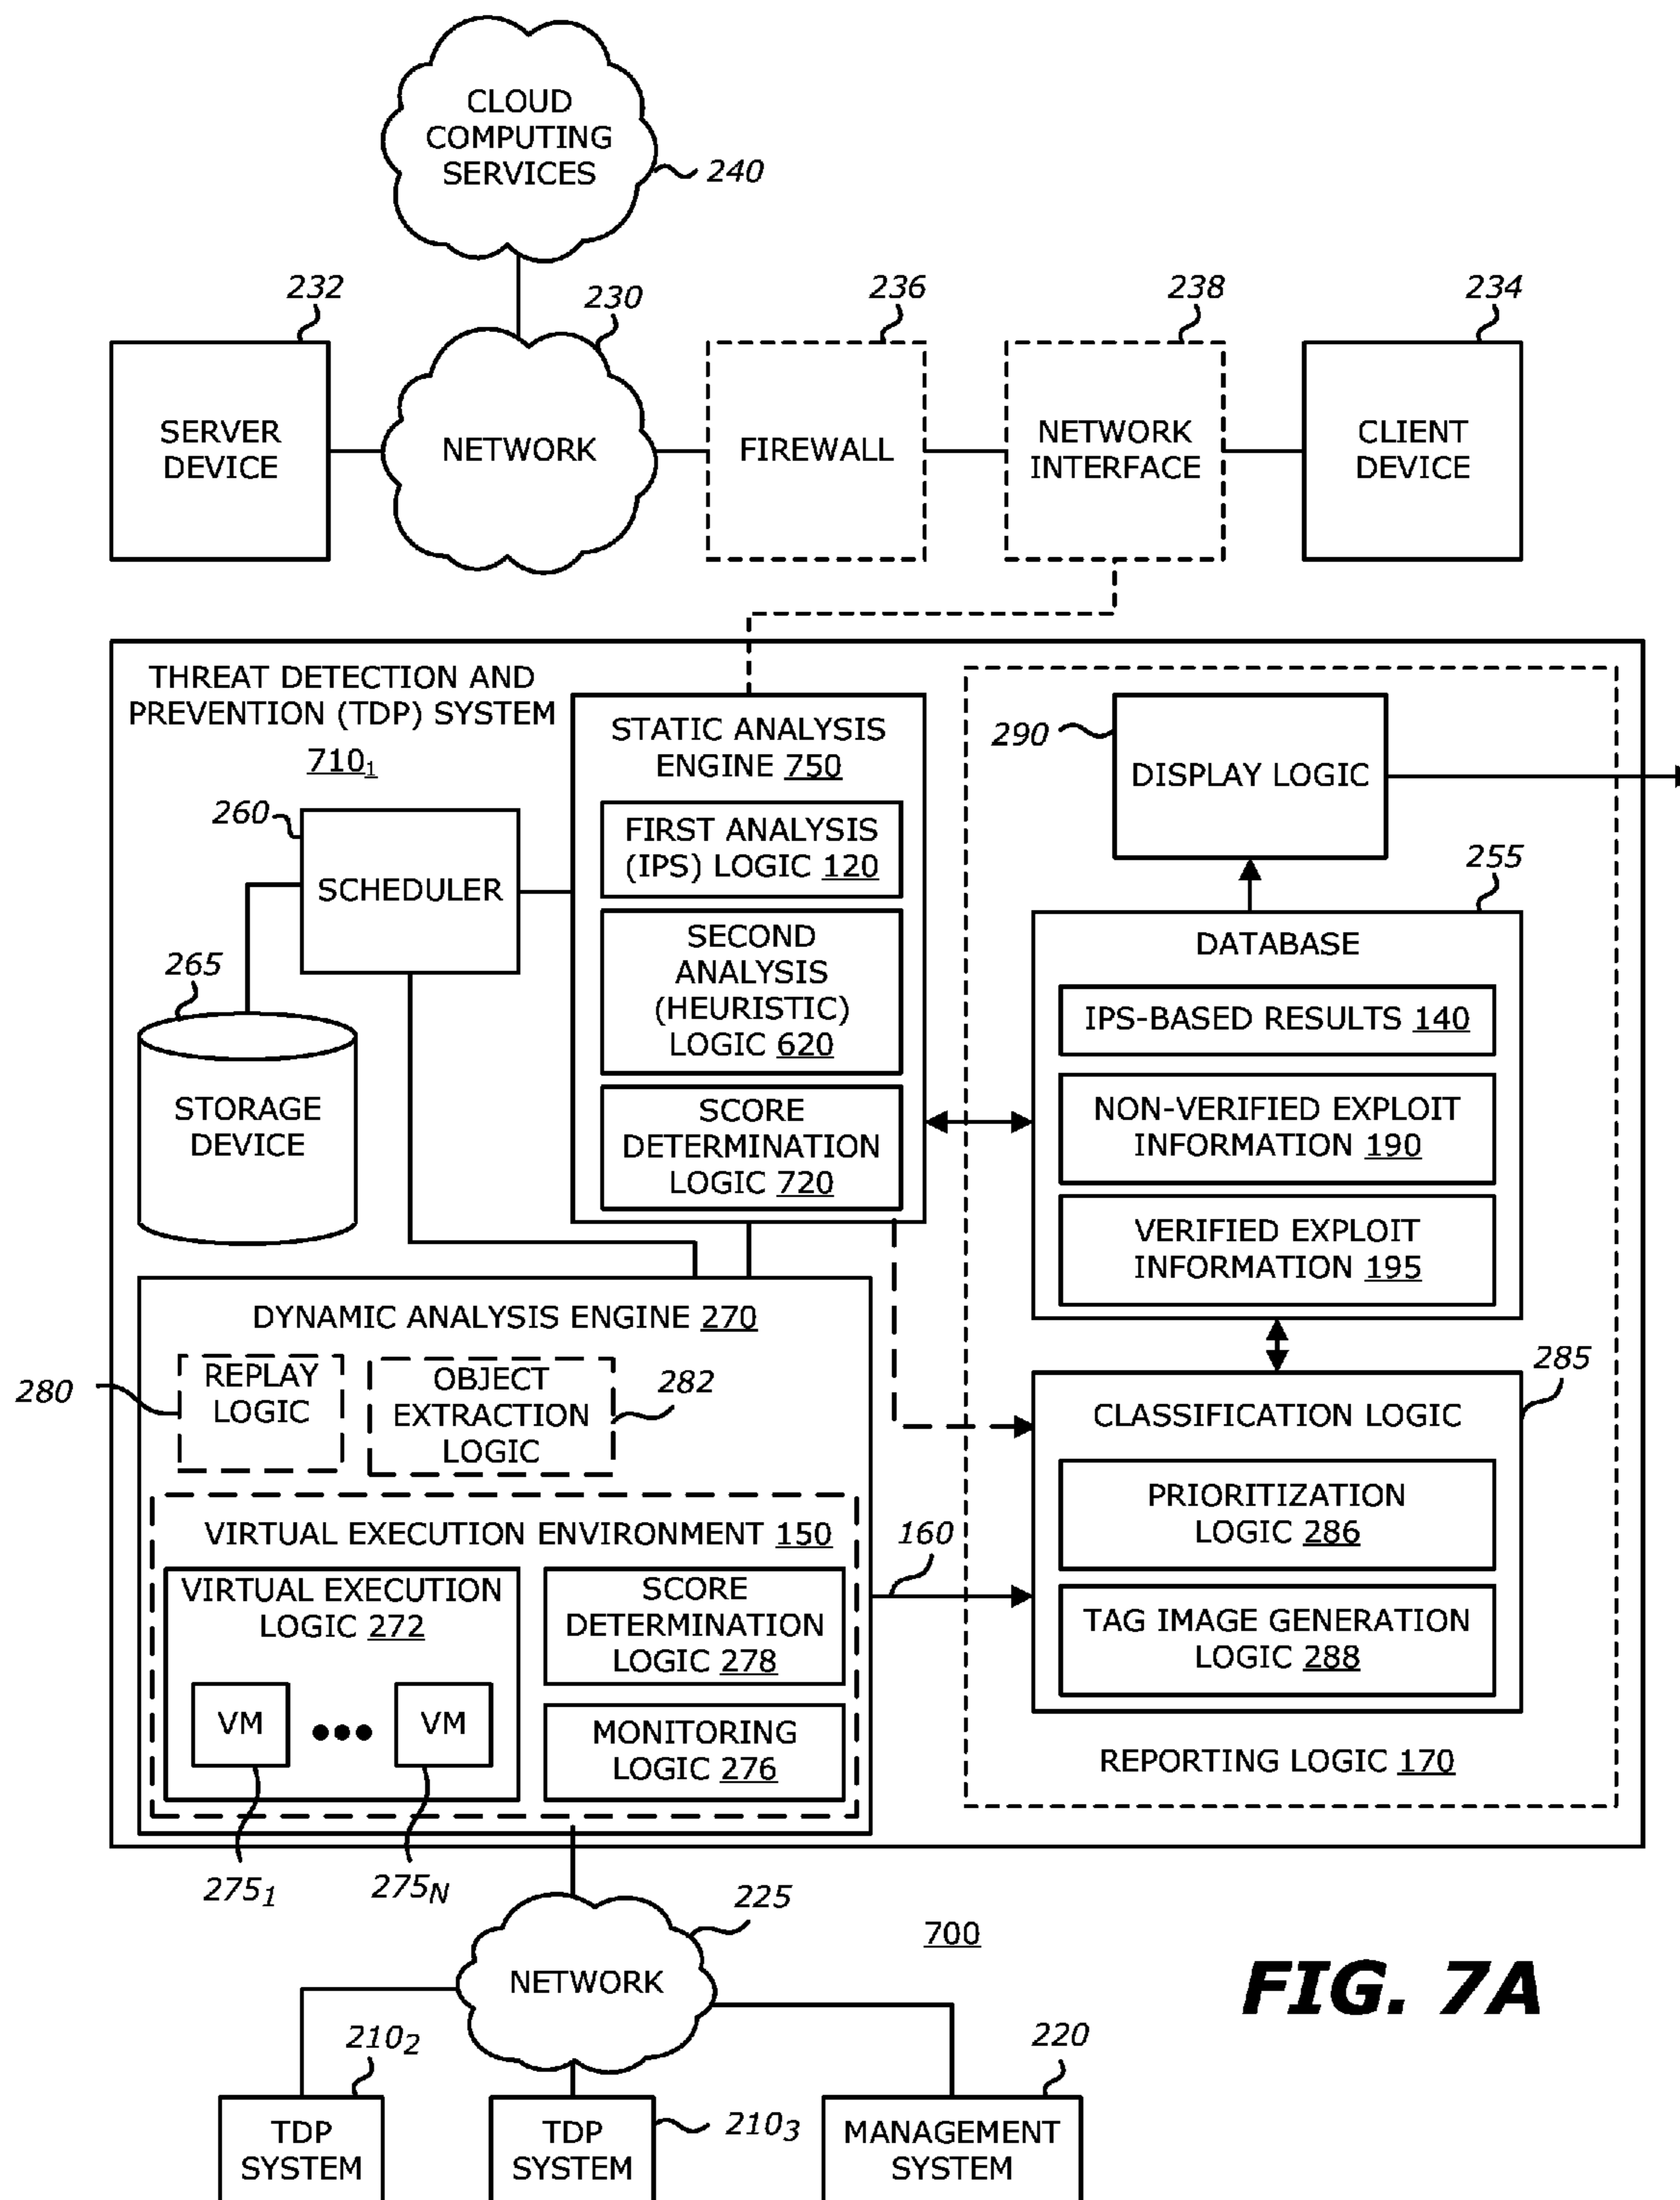 CLOUD
COMPUTING
SERVICES
240
232
230
236
238
234
SERVER
DEVICE
NETWORK
FIREWALL
NETWORK
INTERFACE
CLIENT
DEVICE
THREAT DETECTION AND
PREVENTION (TDP) SYSTEM
710₁
260
SCHEDULER
265
STORAGE
DEVICE
STATIC ANALYSIS
ENGINE 750
FIRST ANALYSIS
(IPS) LOGIC 120
SECOND
ANALYSIS
(HEURISTIC)
LOGIC 620
SCORE
DETERMINATION
LOGIC 720
290
DISPLAY LOGIC
255
DATABASE
IPS-BASED RESULTS 140
NON-VERIFIED EXPLOIT
INFORMATION 190
VERIFIED EXPLOIT
INFORMATION 195
DYNAMIC ANALYSIS ENGINE 270
280
REPLAY
LOGIC
OBJECT
EXTRACTION
LOGIC
282
VIRTUAL EXECUTION ENVIRONMENT 150
VIRTUAL EXECUTION
LOGIC 272
VM
VM
SCORE
DETERMINATION
LOGIC 278
MONITORING
LOGIC 276
160
285
CLASSIFICATION LOGIC
PRIORITIZATION
LOGIC 286
TAG IMAGE GENERATION
LOGIC 288
REPORTING LOGIC 170
275₁
275N
225
NETWORK
700
FIG. 7A
210₂
TDP
SYSTEM
TDP
SYSTEM
210₃
220
MANAGEMENT
SYSTEM